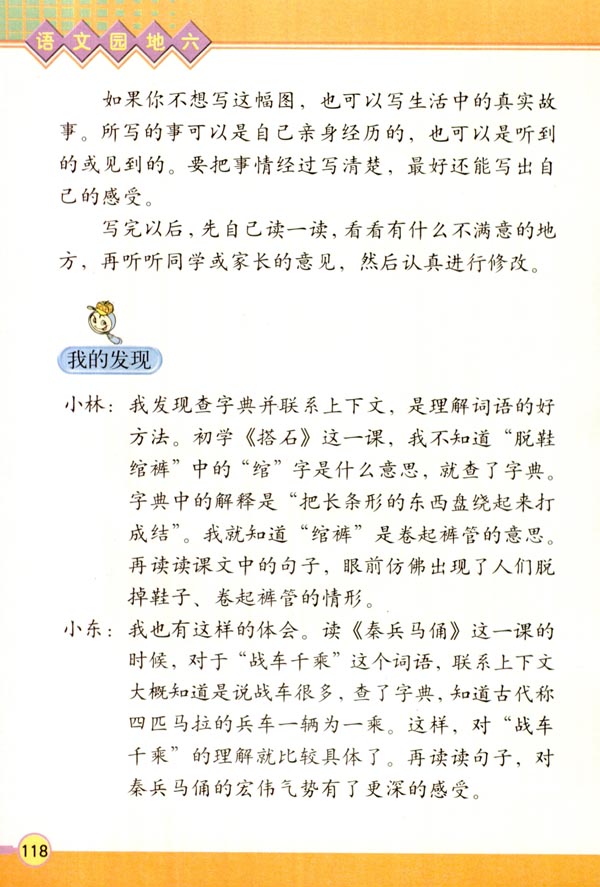 语文园地六
如果你不想写这幅图，也可以写生活中的真实故
事。所写的事可以是自己亲身经历的，也可以是听到
的或见到的。要把事情经过写清楚，最好还能写出自
己的感受。
写完以后，先自己读一读，看看有什么不满意的地
方，再听听同学或家长的意见，然后认真进行修改。
我的发现
小林：我发现查字典并联系上下文，是理解词语的好
方法。初学《搭石》这一课，我不知道“脱鞋
绾裤”中的“绾”字是什么意思，就查了字典。
字典中的解释是“把长条形的东西盘绕起来打
成结”。我就知道“绾裤”是卷起裤管的意思。
再读读课文中的句子，眼前仿佛出现了人们脱
掉鞋子、卷起裤管的情形。
小东：我也有这样的体会。读《秦兵马俑》这一课的
时候，对于“战车千乘”这个词语，联系上下文
大概知道是说战车很多，查了字典，知道古代称
四匹马拉的兵车一辆为一乘。这样，对“战车
千乘”的理解就比较具体了。再读读句子，对
秦兵马俑的宏伟气势有了更深的感受。
118